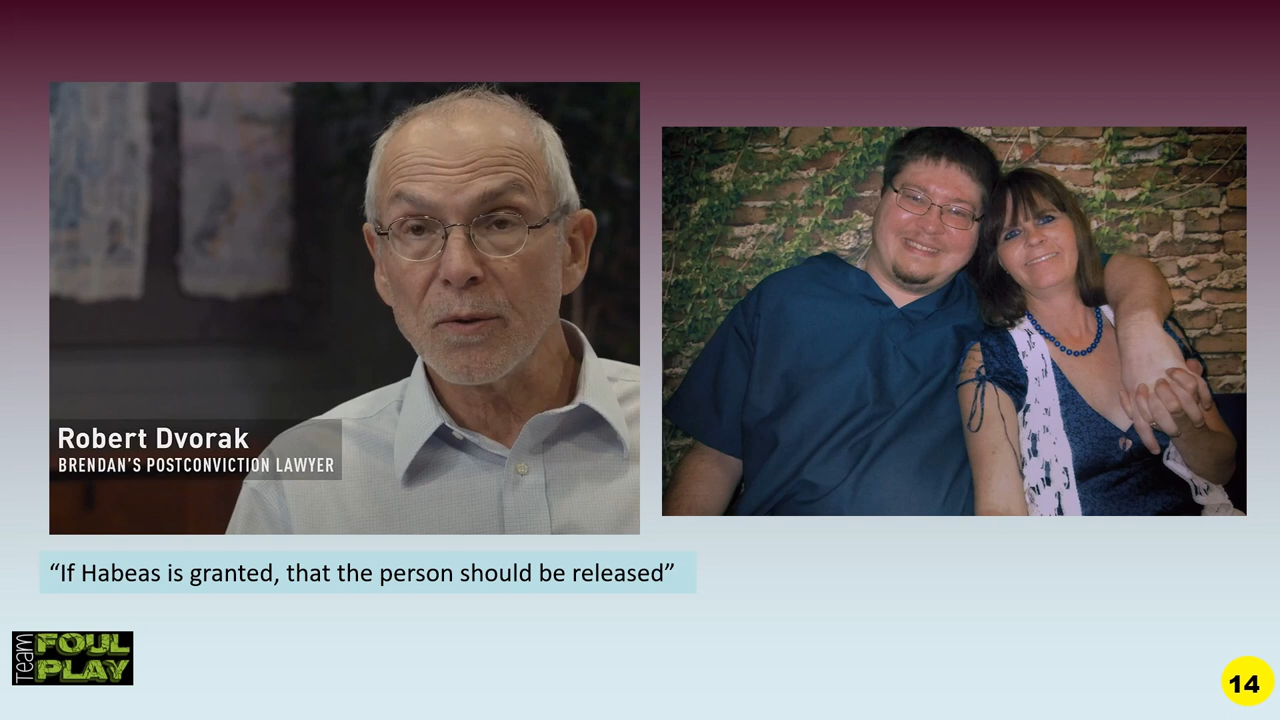 Robert Dvorak
BRENDAN'S POSTCONVICTION LAWYER
“If Habeas is granted, that the person should be released”
TEAM
FOUL
PLAY
14